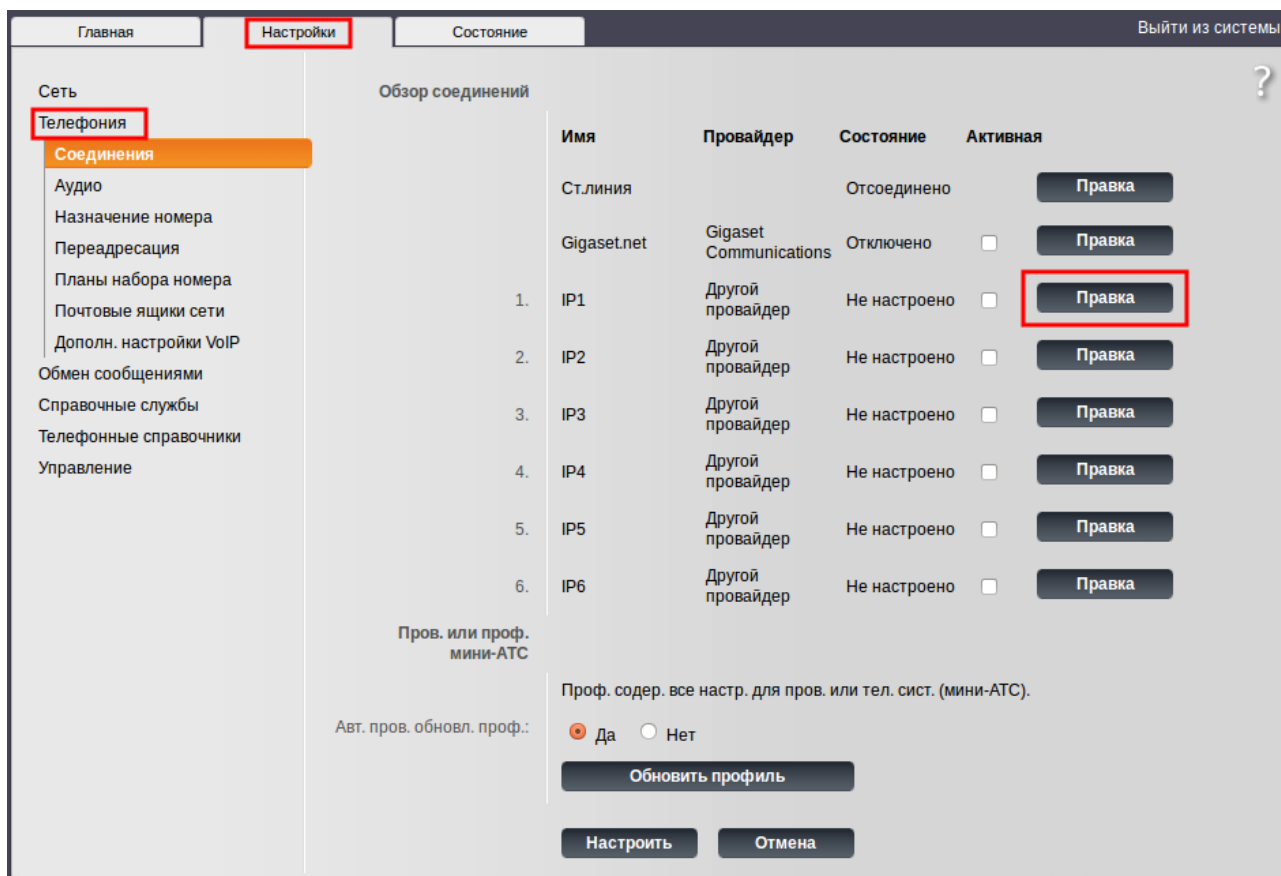 Главная
Настройки
Состояние
Выйти из системы
Сеть
Телефония
Соединения
Аудио
Назначение номера
Переадресация
Планы набора номера
Почтовые ящики сети
Дополн. настройки VoIP
Обмен сообщениями
Справочные службы
Телефонные справочники
Управление
Обзор соединений
?
Имя Провайдер Состояние Активная
Ст.линия Отсоединено Правка
Gigaset.net Gigaset
Communications Отключено Правка
1. IP1 Другой
провайдер Не настроено Правка
2. IP2 Другой
провайдер Не настроено Правка
3. IP3 Другой
провайдер Не настроено Правка
4. IP4 Другой
провайдер Не настроено Правка
5. IP5 Другой
провайдер Не настроено Правка
6. IP6 Другой
провайдер Не настроено Правка
Пров. или проф.
мини-АТС
Проф. содер. все настр. для пров. или тел. сист. (мини-АТС).
Авт. пров. обновл. проф.: Да Нет
Обновить профиль
Настроить Отмена